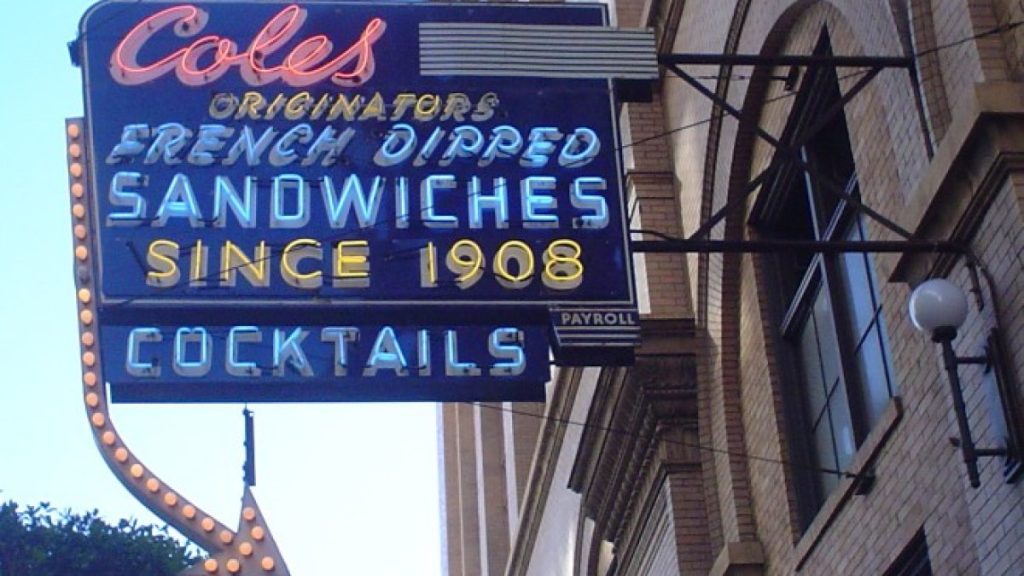 Coles
ORIGINATORS
FRENCH DIPPED
SANDWICHES
SINCE 1908
PAYROLL
COCKTAILS